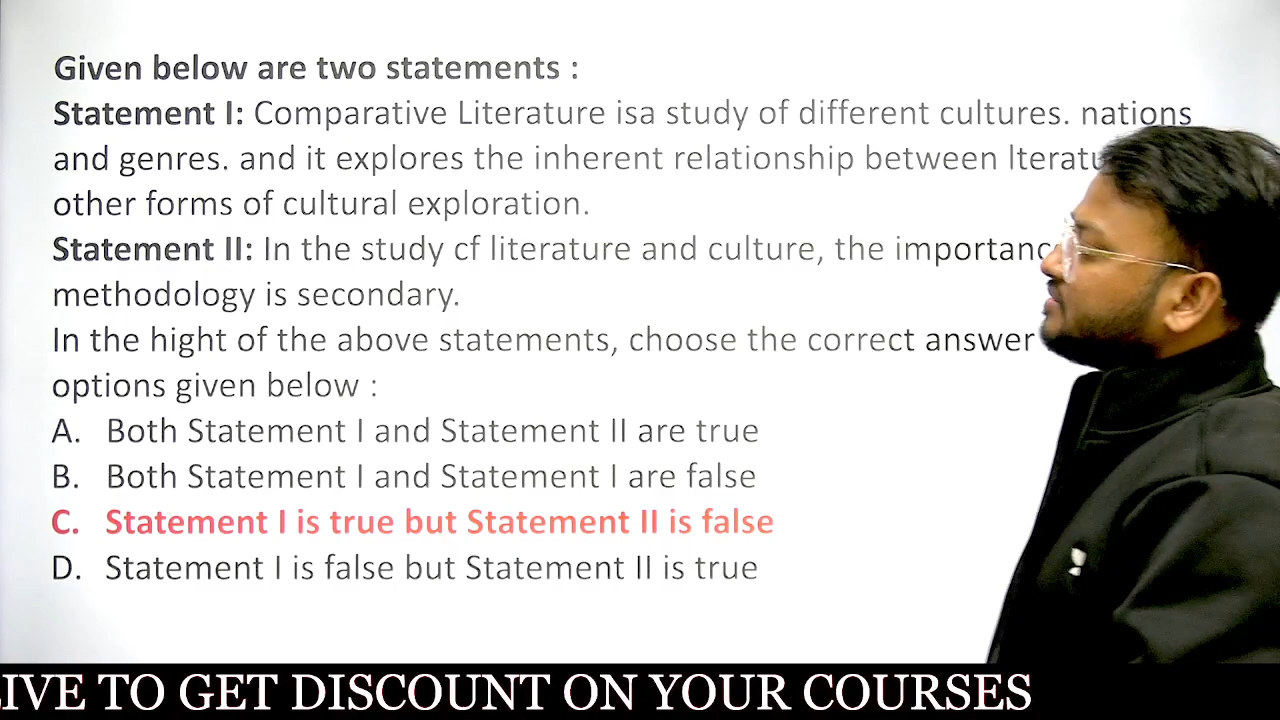 Given below are two statements :
Statement I: Comparative Literature isa study of different cultures. nations
and genres. and it explores the inherent relationship between
other forms of cultural exploration.
Statement II: In the study cf literature and culture, the
methodology is secondary.
In the hight of the above statements, choose the correct answer
options given below :
A. Both Statement I and Statement II are true
B. Both Statement I and Statement I are false
C. Statement I is true but Statement II is false
D. Statement I is false but Statement II is true
LIVE TO GET DISCOUNT ON YOUR COURSES